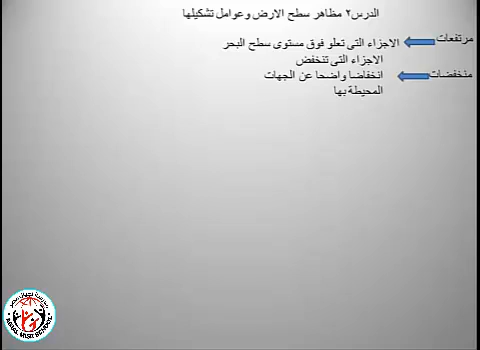 الدرس٢ مظاهر سطح الارض وعوامل تشكيلها
مرتفعات
الاجزاء التى تعلو فوق مستوى سطح البحر
الاجزاء التى تنخفض
منخفضات
انخفاضا واضحا عن الجهات
المحيطة بها